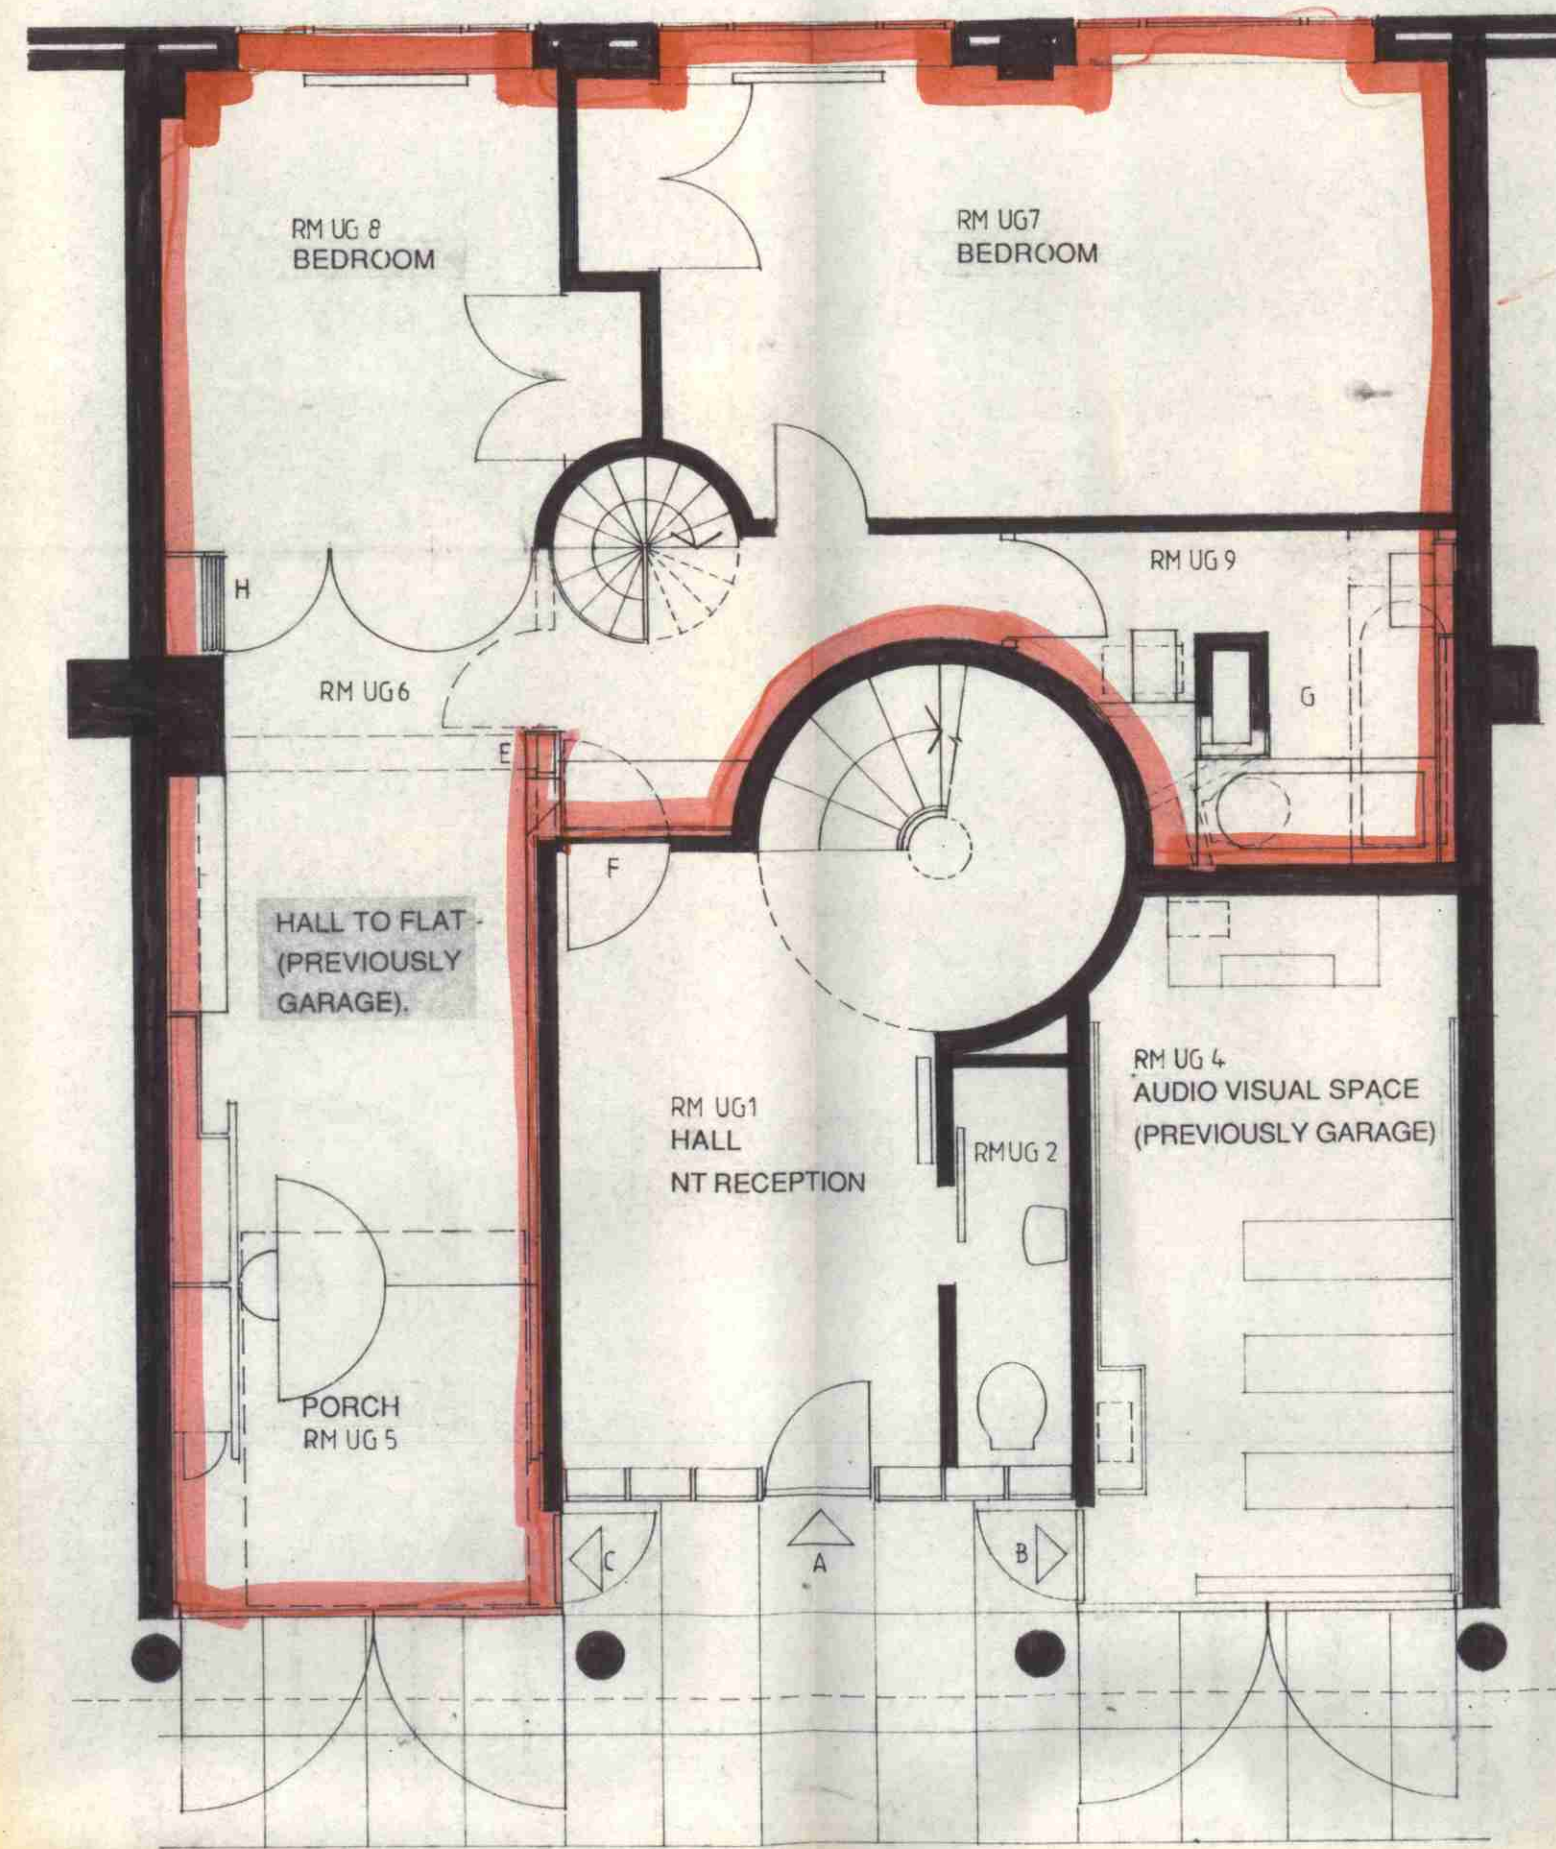 RM UG 8
BEDROOM
RM UG7
BEDROOM
RM UG 9
H
RM UG6
G
E
F
HALL TO FLAT -
(PREVIOUSLY
GARAGE).
RM UG1
HALL
NT RECEPTION
RM UG 2
RM UG 4
AUDIO VISUAL SPACE
(PREVIOUSLY GARAGE)
PORCH
RM UG 5
C
A
B